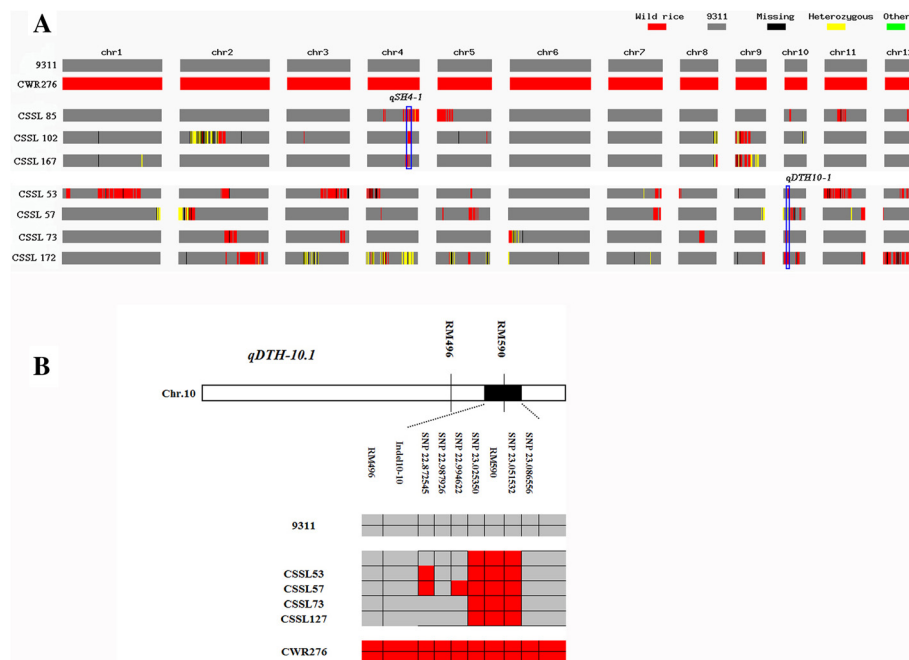 A
Wild rice 9311 Missing Heterozygous Other
chr1 chr2 chr3 chr4 chr5 chr6 chr7 chr8 chr9 chr10 chr11 chr12
9311
CWR276
qSH4-1
CSSL 85
CSSL 102
CSSL 167
qDTH10-1
CSSL 53
CSSL 57
CSSL 73
CSSL 172
B
qDTH-10.1
RM496
RM590
Chr.10
RM496
Indel10-10
SNP 22.872545
SNP 22.987926
SNP 22.994622
SNP 23.025350
RM590
SNP 23.051532
SNP 23.086556
9311
CSSL53
CSSL57
CSSL73
CSSL127
CWR276